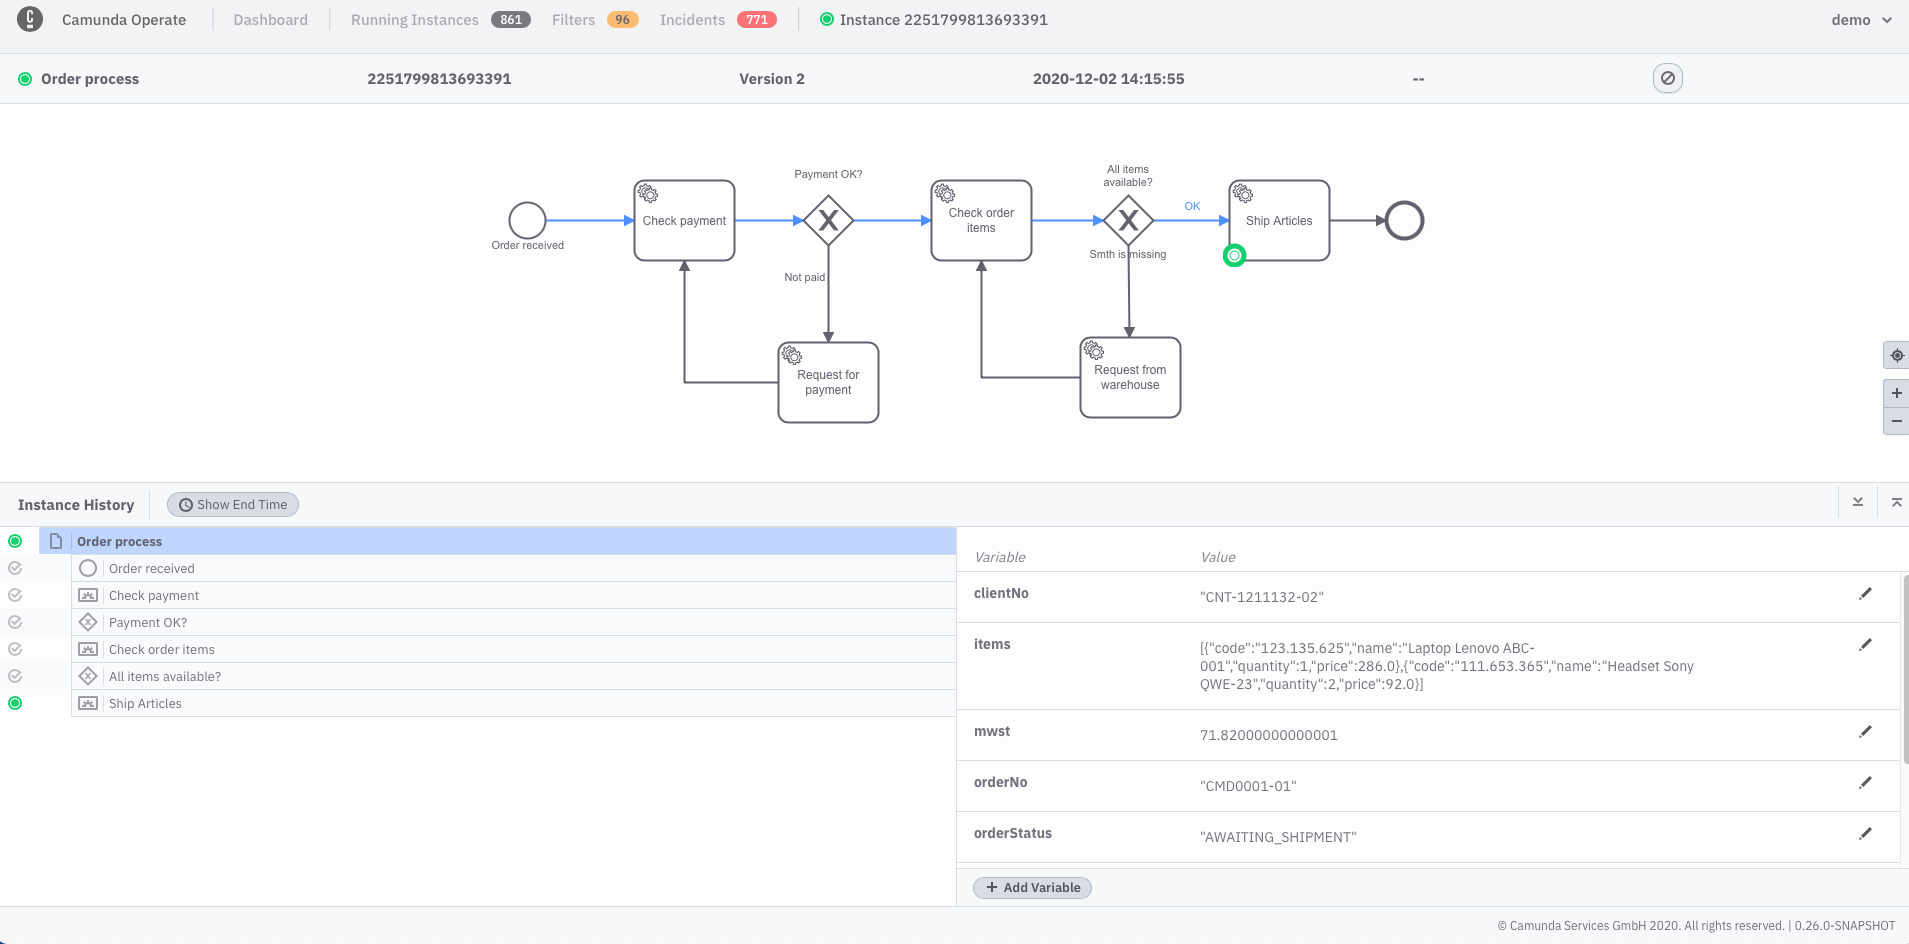 Camunda Operate
Dashboard
Running Instances 861
Filters 96
Incidents 771
Instance 2251799813693391
demo
Order process
2251799813693391
Version 2
2020-12-02 14:15:55
--
Order received
Check payment
Payment OK?
Not paid
Request for
payment
Check order
items
All items
available?
OK
Smth is missing
Request from
warehouse
Ship Articles
Instance History
Show End Time
Order process
Order received
Check payment
Payment OK?
Check order items
All items available?
Ship Articles
Variable Value
clientNo "CNT-1211132-02"
items [{"code":"123.135.625","name":"Laptop Lenovo ABC-
001","quantity":1,"price":286.0},{"code":"111.653.365","name":"Headset Sony
QWE-23","quantity":2,"price":92.0}]
mwst 71.82000000000001
orderNo "CMD0001-01"
orderStatus "AWAITING_SHIPMENT"
+ Add Variable
© Camunda Services GmbH 2020. All rights reserved. | 0.26.0-SNAPSHOT